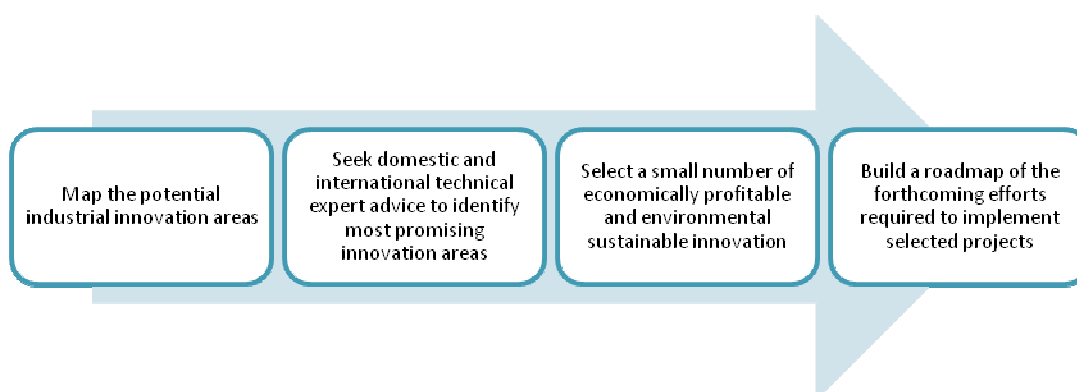 Map the potential
industrial innovation areas
Seek domestic and
international technical
expert advice to identify
most promising
innovation areas
Select a small number of
economically profitable
and environmental
sustainable innovation
Build a roadmap of the
forthcoming efforts
required to implement
selected projects